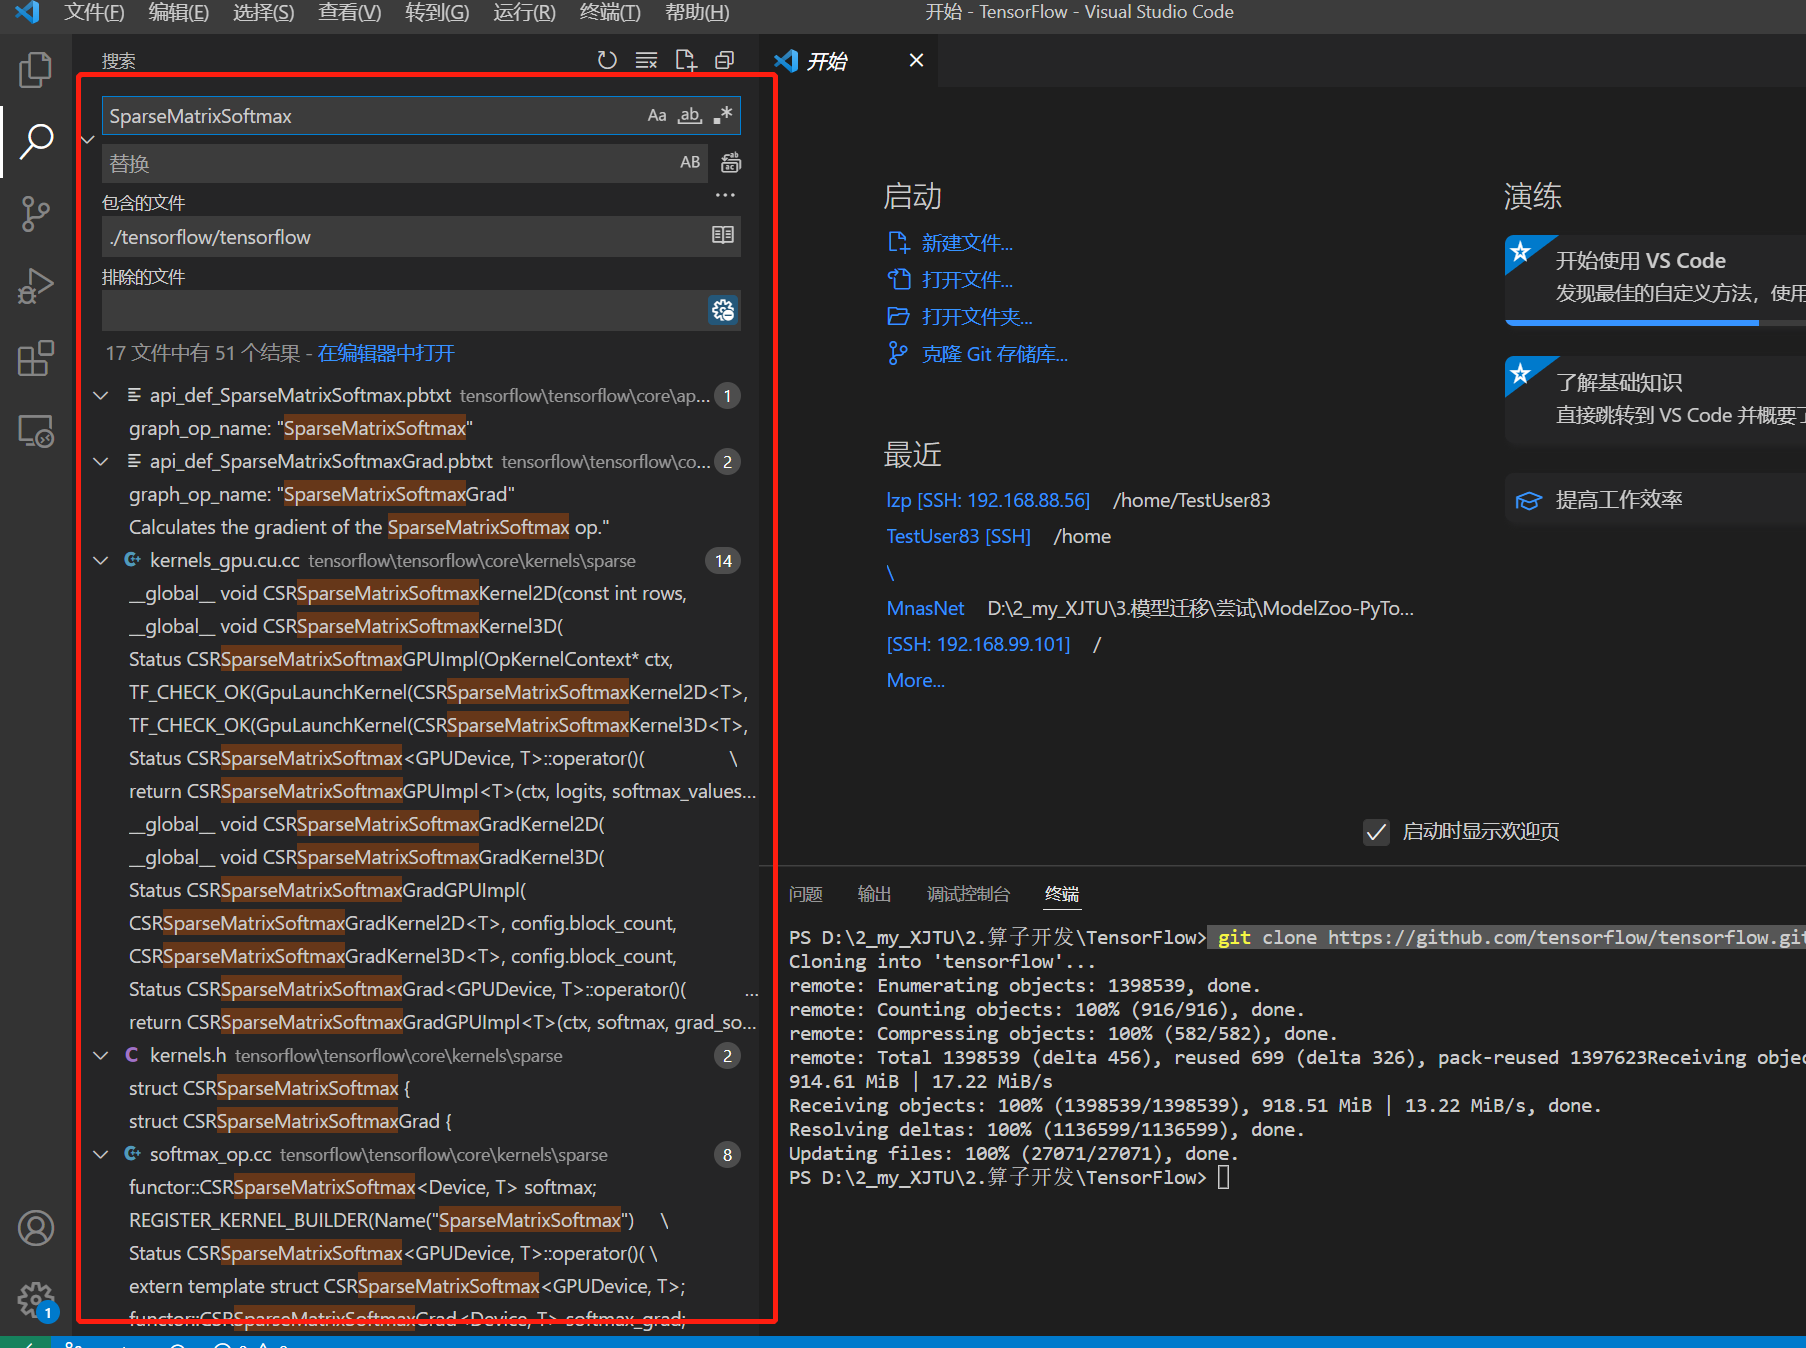 文件(F) 编辑(E) 选择(S) 查看(V) 转到(G) 运行(R) 终端(T) 帮助(H) 开始 - TensorFlow - Visual Studio Code
搜索
SparseMatrixSoftmax Aa ab .*
替换 AB
包含的文件 ...
./tensorflow/tensorflow
排除的文件
17 文件中有 51 个结果 - 在编辑器中打开
api_def_SparseMatrixSoftmax.pbtxt tensorflow\tensorflow\core\ap... 1
graph_op_name: "SparseMatrixSoftmax"
api_def_SparseMatrixSoftmaxGrad.pbtxt tensorflow\tensorflow\co... 2
graph_op_name: "SparseMatrixSoftmaxGrad"
Calculates the gradient of the SparseMatrixSoftmax op."
kernels_gpu.cu.cc tensorflow\tensorflow\core\kernels\sparse 14
__global__ void CSRSparseMatrixSoftmaxKernel2D(const int rows,
__global__ void CSRSparseMatrixSoftmaxKernel3D(
Status CSRSparseMatrixSoftmaxGPUImpl(OpKernelContext* ctx,
TF_CHECK_OK(GpuLaunchKernel(CSRSparseMatrixSoftmaxKernel2D<T>,
TF_CHECK_OK(GpuLaunchKernel(CSRSparseMatrixSoftmaxKernel3D<T>,
Status CSRSparseMatrixSoftmax<GPUDevice, T>::operator()( \
return CSRSparseMatrixSoftmaxGPUImpl<T>(ctx, logits, softmax_values...
__global__ void CSRSparseMatrixSoftmaxGradKernel2D(
__global__ void CSRSparseMatrixSoftmaxGradKernel3D(
Status CSRSparseMatrixSoftmaxGradGPUImpl(
CSRSparseMatrixSoftmaxGradKernel2D<T>, config.block_count,
CSRSparseMatrixSoftmaxGradKernel3D<T>, config.block_count,
Status CSRSparseMatrixSoftmaxGrad<GPUDevice, T>::operator()( ...
return CSRSparseMatrixSoftmaxGradGPUImpl<T>(ctx, softmax, grad_so...
C kernels.h tensorflow\tensorflow\core\kernels\sparse 2
struct CSRSparseMatrixSoftmax {
struct CSRSparseMatrixSoftmaxGrad {
softmax_op.cc tensorflow\tensorflow\core\kernels\sparse 8
functor::CSRSparseMatrixSoftmax<Device, T> softmax;
REGISTER_KERNEL_BUILDER(Name("SparseMatrixSoftmax") \
Status CSRSparseMatrixSoftmax<GPUDevice, T>::operator()( \
extern template struct CSRSparseMatrixSoftmax<GPUDevice, T>;
functor::CSRSparseMatrixSoftmaxGrad<Device, T> softmax_grad;
1
开始
启动
新建文件...
打开文件...
打开文件夹...
克隆 Git 存储库...
最近
lzp [SSH: 192.168.88.56] /home/TestUser83
TestUser83 [SSH] /home
\
MnasNet D:\2_my_XJTU\3.模型迁移\尝试\ModelZoo-PyTo...
[SSH: 192.168.99.101] /
More...
演练
开始使用 VS Code
发现最佳的自定义方法，使用
了解基础知识
直接跳转到 VS Code 并概要了
提高工作效率
启动时显示欢迎页
问题 输出 调试控制台 终端
PS D:\2_my_XJTU\2.算子开发\TensorFlow> git clone https://github.com/tensorflow/tensorflow.git
Cloning into 'tensorflow'...
remote: Enumerating objects: 1398539, done.
remote: Counting objects: 100% (916/916), done.
remote: Compressing objects: 100% (582/582), done.
remote: Total 1398539 (delta 456), reused 699 (delta 326), pack-reused 1397623Receiving objec
914.61 MiB | 17.22 MiB/s
Receiving objects: 100% (1398539/1398539), 918.51 MiB | 13.22 MiB/s, done.
Resolving deltas: 100% (1136599/1136599), done.
Updating files: 100% (27071/27071), done.
PS D:\2_my_XJTU\2.算子开发\TensorFlow>